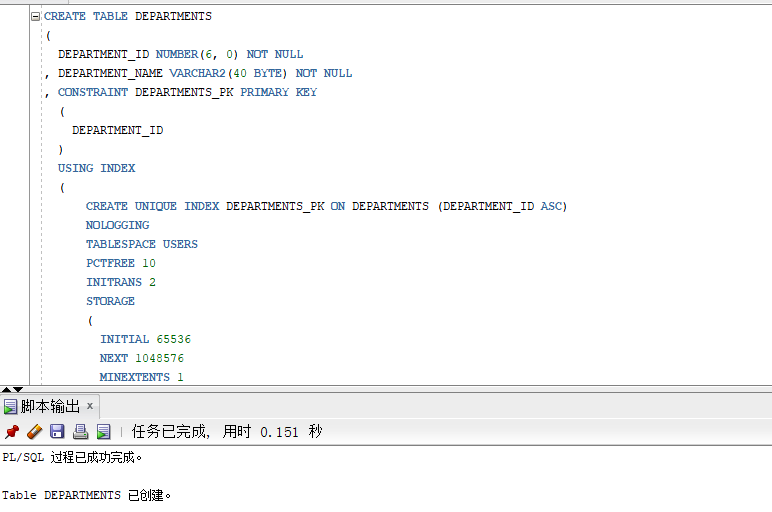 CREATE TABLE DEPARTMENTS
(
DEPARTMENT_ID NUMBER(6, 0) NOT NULL
, DEPARTMENT_NAME VARCHAR2(40 BYTE) NOT NULL
, CONSTRAINT DEPARTMENTS_PK PRIMARY KEY
(
DEPARTMENT_ID
)
USING INDEX
(
CREATE UNIQUE INDEX DEPARTMENTS_PK ON DEPARTMENTS (DEPARTMENT_ID ASC)
NOLOGGING
TABLESPACE USERS
PCTFREE 10
INITRANS 2
STORAGE
(
INITIAL 65536
NEXT 1048576
MINEXTENTS 1
脚本输出 x
任务已完成, 用时 0.151 秒
PL/SQL 过程已成功完成。
Table DEPARTMENTS 已创建。